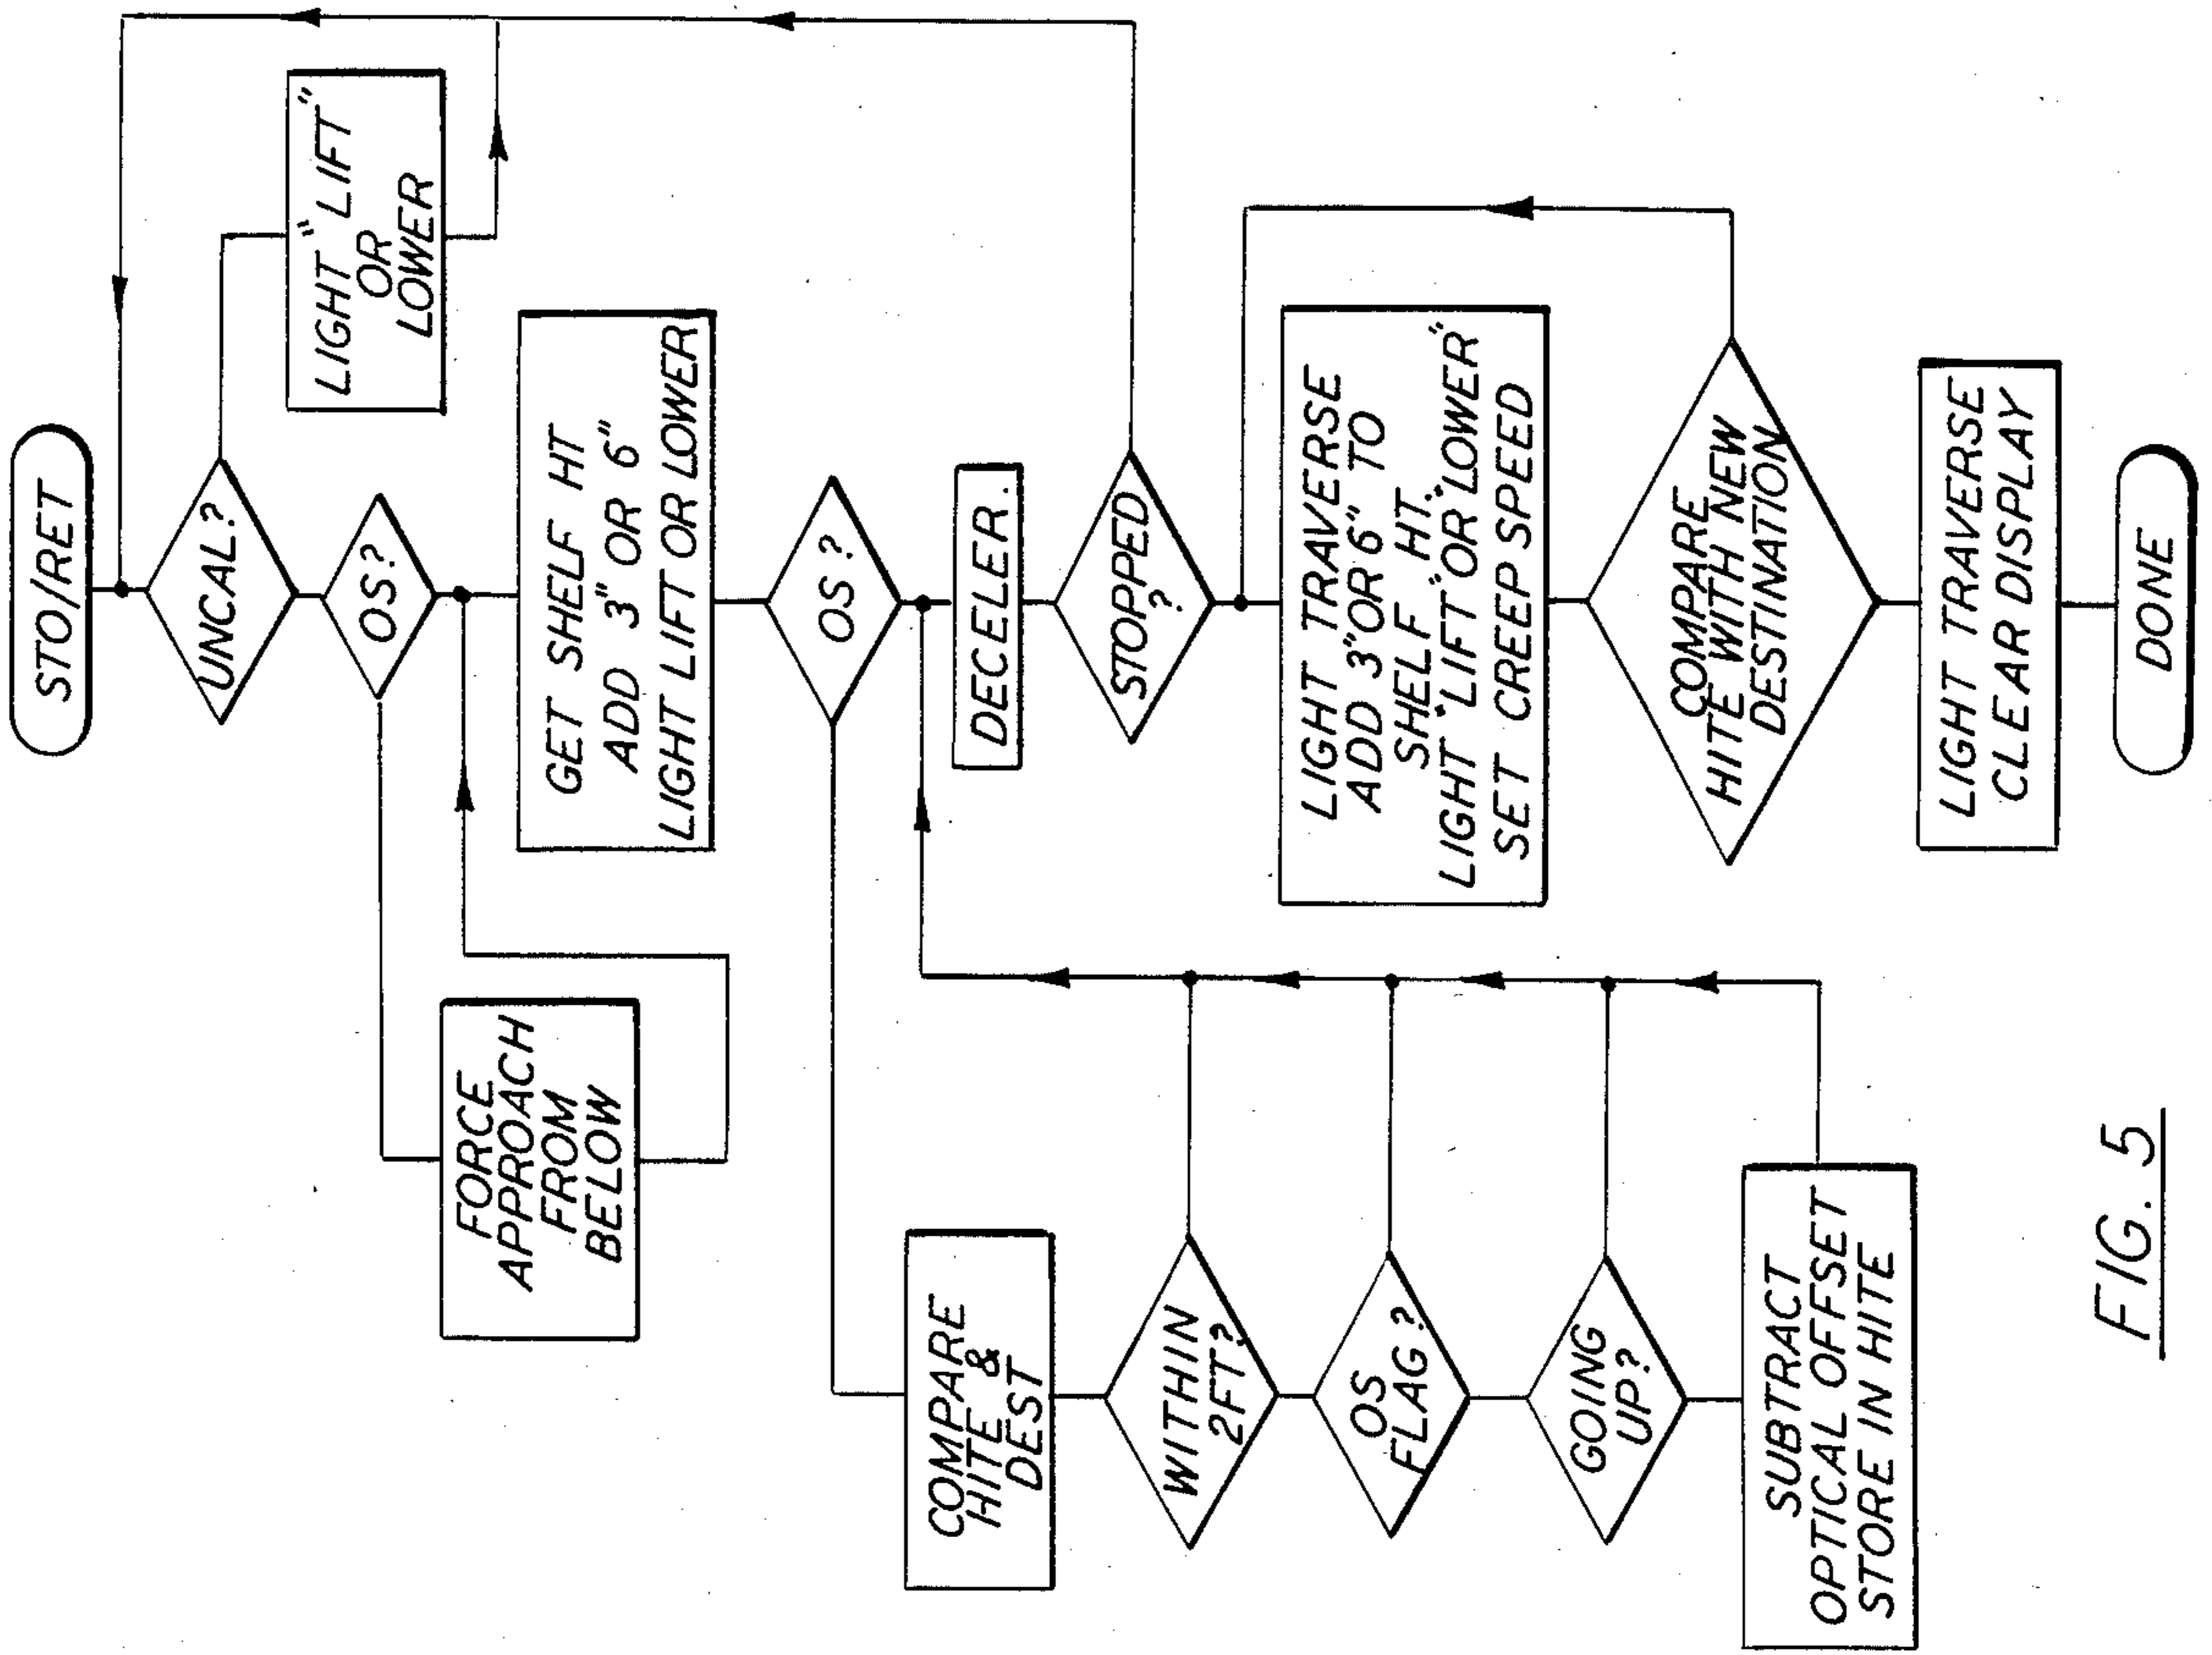 STO/RET
UNCAL?
LIGHT "LIFT"
OR
LOWER
OS?
FORCE
APPROACH
FROM
BELOW
GET SHELF HT
ADD 3" OR 6"
LIGHT LIFT OR LOWER
OS?
COMPARE
HITE &
DEST
WITHIN
2FT?
OS
FLAG?
GOING
UP?
SUBTRACT
OPTICAL OFFSET
STORE IN HITE
DECELER.
STOPPED
?
LIGHT TRAVERSE
ADD 3" OR 6" TO
SHELF HT.
LIGHT "LIFT" OR "LOWER"
SET CREEP SPEED
COMPARE
HITE WITH NEW
DESTINATION
LIGHT TRAVERSE
CLEAR DISPLAY
DONE
FIG. 5